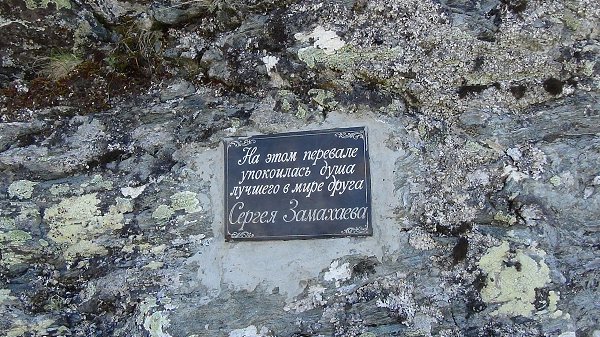 На этом перевале
упокоилась душа
лучшего в мире друга
Сергея Замахаева